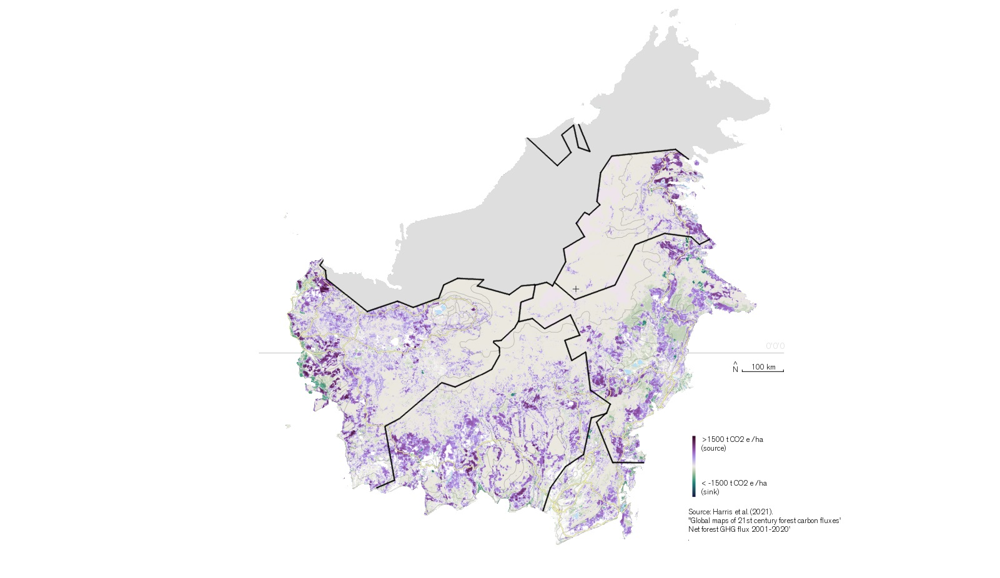 0'0'0
^
N
100 km
>1500 t CO2 e /ha
(source)
< -1500 t CO2 e /ha
(sink)
Source: Harris et al. (2021).
"Global maps of 21st century forest carbon fluxes'
Net forest GHG flux 2001-2020'
.